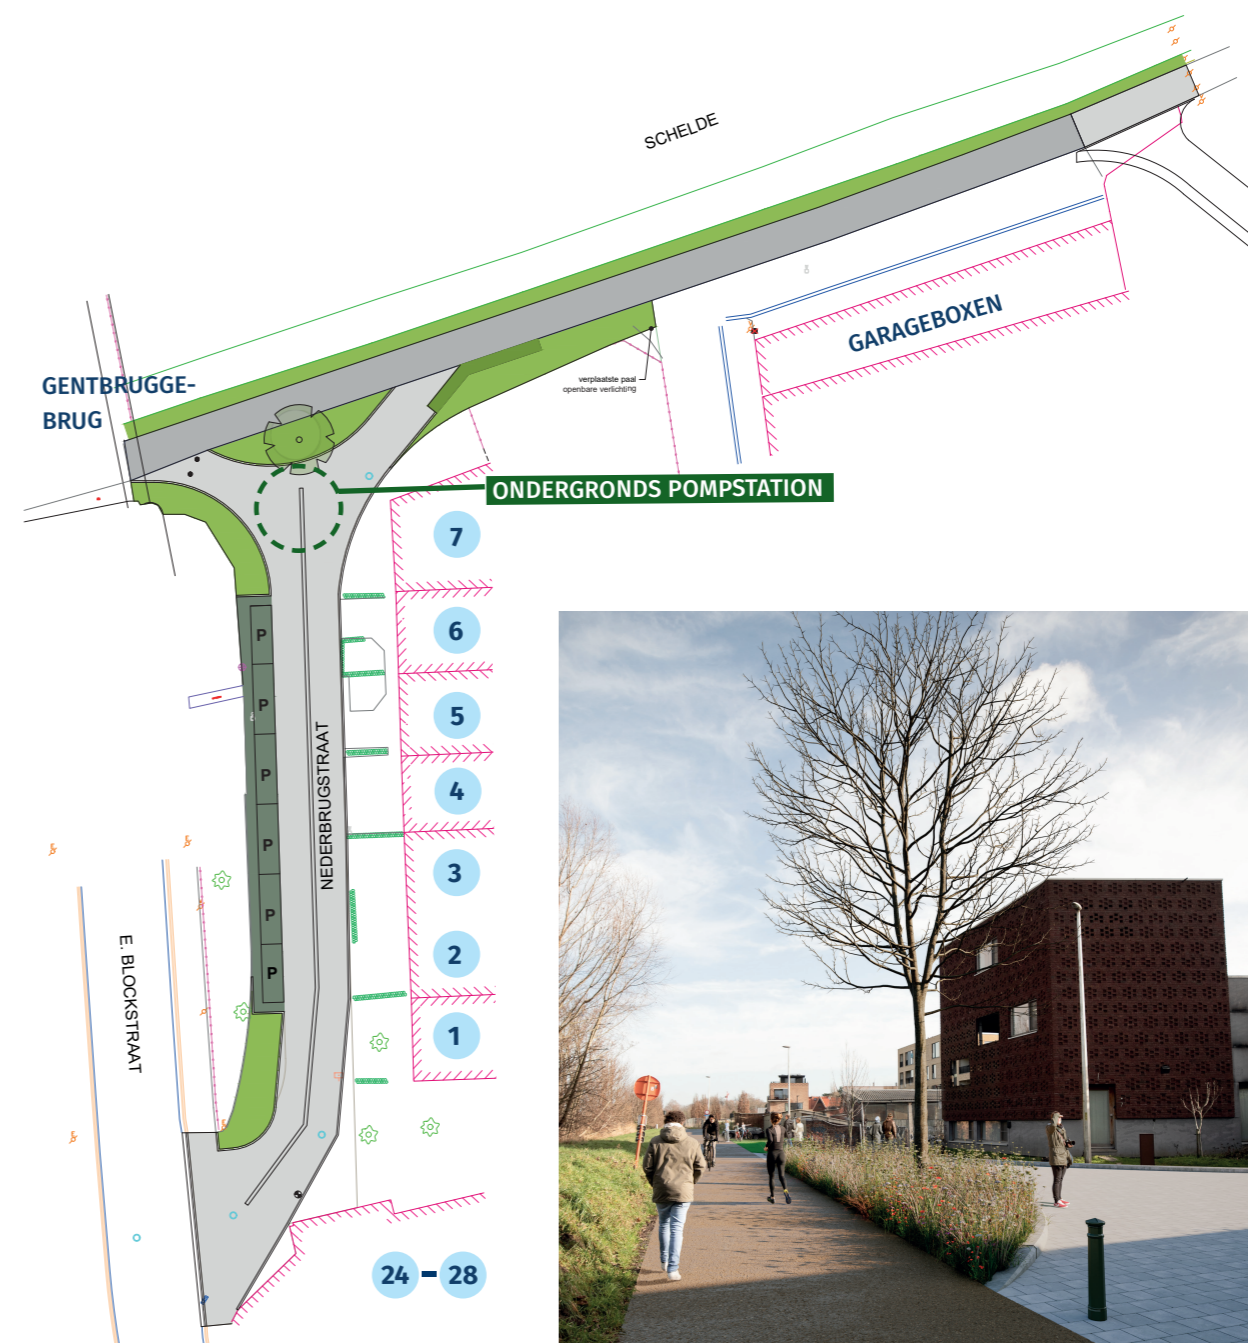 SCHELDE
GENTBRUGGE-
BRUG
GARAGEBOXEN
verplaatste paal
openbare verlichting
ONDERGRONDS POMPSTATION
7
6
5
4
3
2
1
P
P
P
P
P
P
NEDERBRUGSTRAAT
E. BLOCKSTRAAT
24 - 28